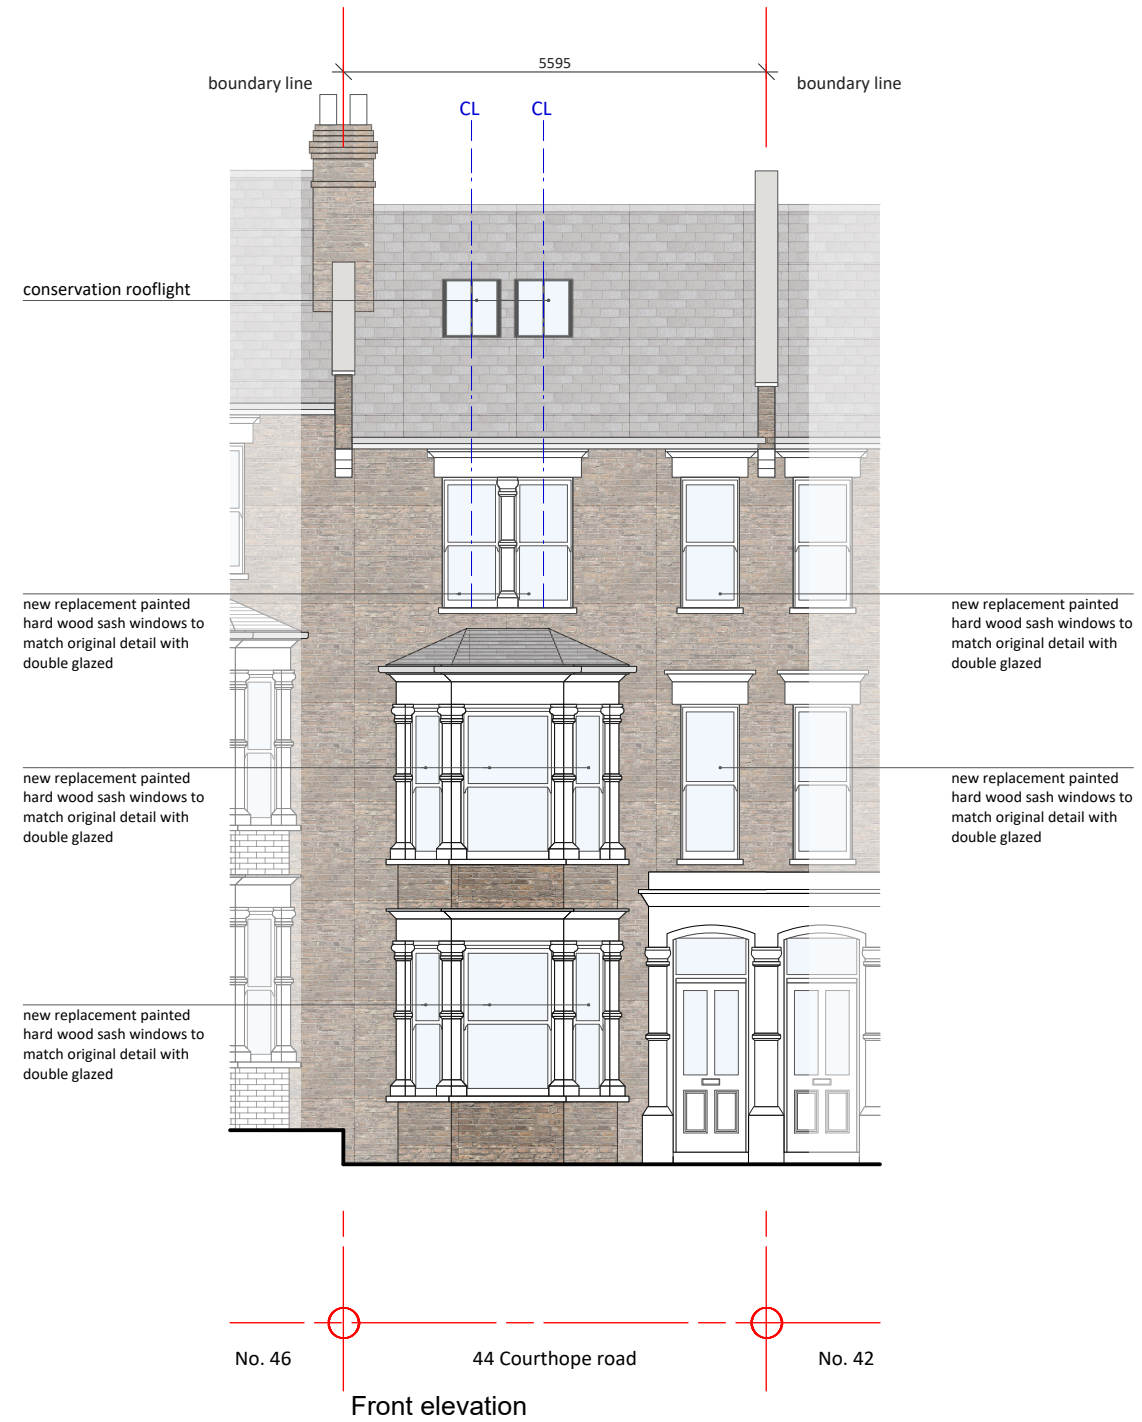 5595
boundary line
boundary line
CL
CL
conservation rooflight
new replacement painted
hard wood sash windows to
match original detail with
double glazed
new replacement painted
hard wood sash windows to
match original detail with
double glazed
new replacement painted
hard wood sash windows to
match original detail with
double glazed
new replacement painted
hard wood sash windows to
match original detail with
double glazed
new replacement painted
hard wood sash windows to
match original detail with
double glazed
No. 46
44 Courthope road
No. 42
Front elevation